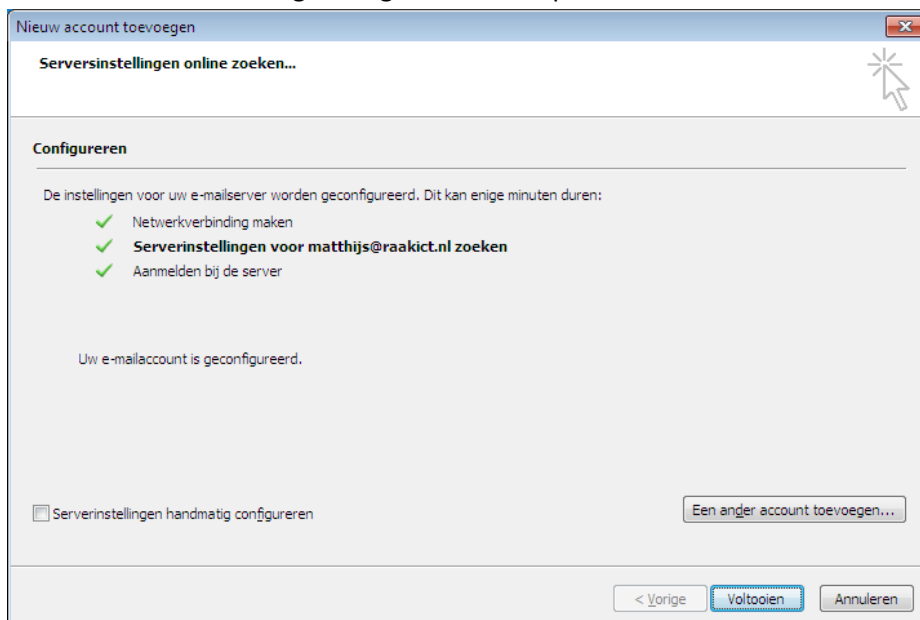 Nieuw account toevoegen
Serversinstellingen online zoeken...
Configureren
De instellingen voor uw e-mailserver worden geconfigureerd. Dit kan enige minuten duren:
Netwerkverbinding maken
Serverinstellingen voor matthijs@raakict.nl zoeken
Aanmelden bij de server
Uw e-mailaccount is geconfigureerd.
Serverinstellingen handmatig configureren
Een ander account toevoegen...
< Vorige
Voltooien
Annuleren